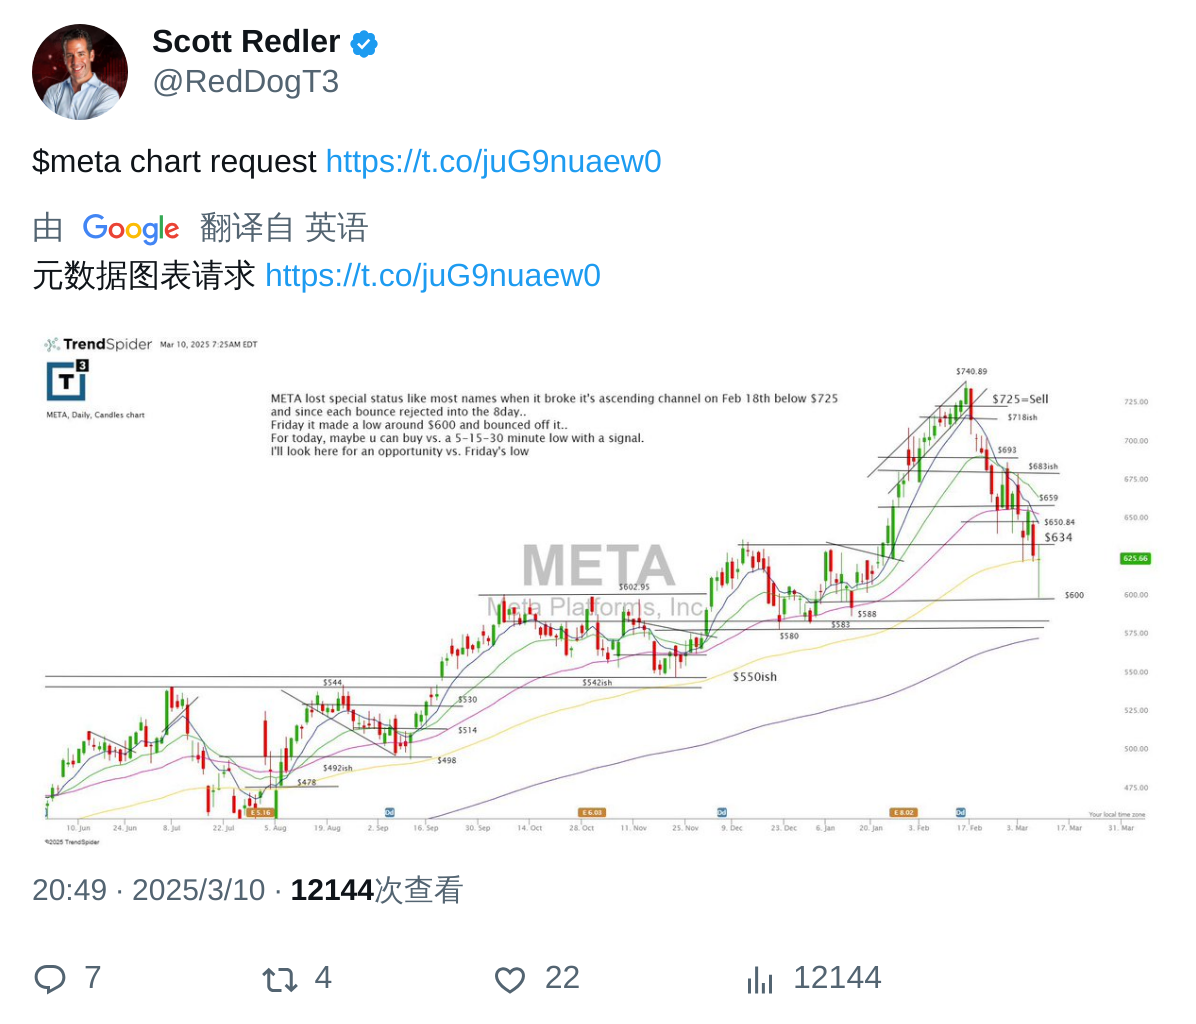 Scott Redler
@RedDogT3
$meta chart request https://t.co/juG9nuaew0
由 Google 翻译自 英语
元数据图表请求 https://t.co/juG9nuaew0
TrendSpider Mar 10, 2025 7:25AM EDT
T3
META, Daily, Candles chart
META lost special status like most names when it broke it's ascending channel on Feb 18th below $725
and since each bounce rejected into the 8day..
Friday it made a low around $600 and bounced off it..
For today, maybe u can buy vs. a 5-15-30 minute low with a signal.
I'll look here for an opportunity vs. Friday's low
$740.89
$725=Sell
$718ish
$693
$683ish
$659
$650.84
$634
$600
META
Meta Platforms, Inc.
$602.95
$588
$583
$580
$550ish
$544
$542ish
$530
$514
$498
$492ish
$478
725.00
700.00
675.00
650.00
625.66
600.00
575.00
550.00
525.00
500.00
475.00
E 5.16
Dd
E 6.03
Dd
E 8.02
Dd
Your local time zone
10. Jun 24. Jun 8. Jul 22. Jul 5. Aug 19. Aug 2. Sep 16. Sep 30. Sep 14. Oct 28. Oct 11. Nov 25. Nov 9. Dec 23. Dec 6. Jan 20. Jan 3. Feb 17. Feb 3. Mar 17. Mar 31. Mar
©2025 TrendSpider
20:49 · 2025/3/10 · 12144次查看
7 4 22 12144